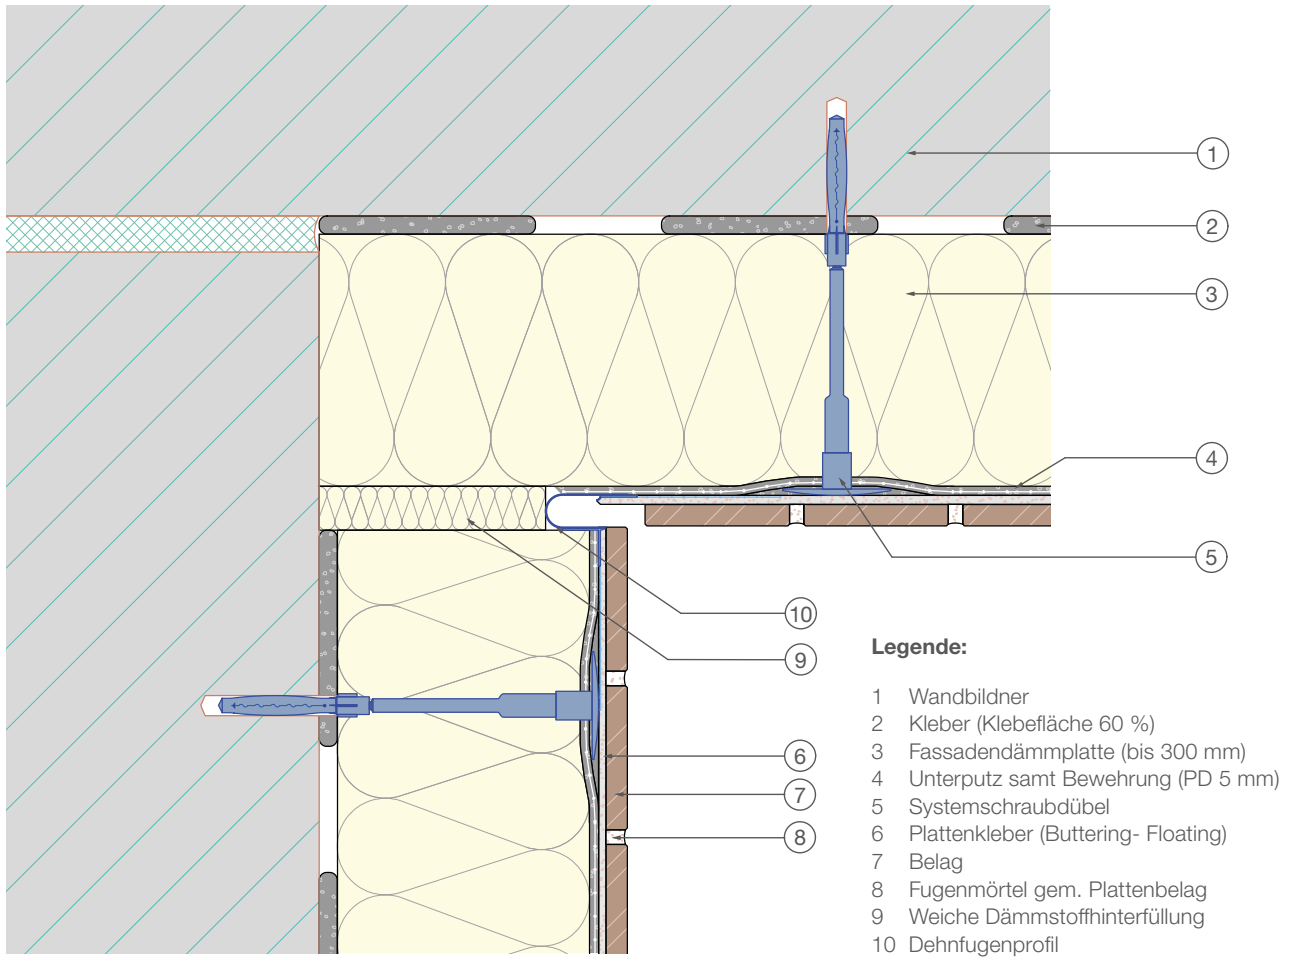 1
2
3
4
5
10
9
6
7
8
Legende:
1 Wandbildner
2 Kleber (Klebefläche 60 %)
3 Fassadendämmplatte (bis 300 mm)
4 Unterputz samt Bewehrung (PD 5 mm)
5 Systemschraubdübel
6 Plattenkleber (Buttering- Floating)
7 Belag
8 Fugenmörtel gem. Plattenbelag
9 Weiche Dämmstoffhinterfüllung
10 Dehnfugenprofil